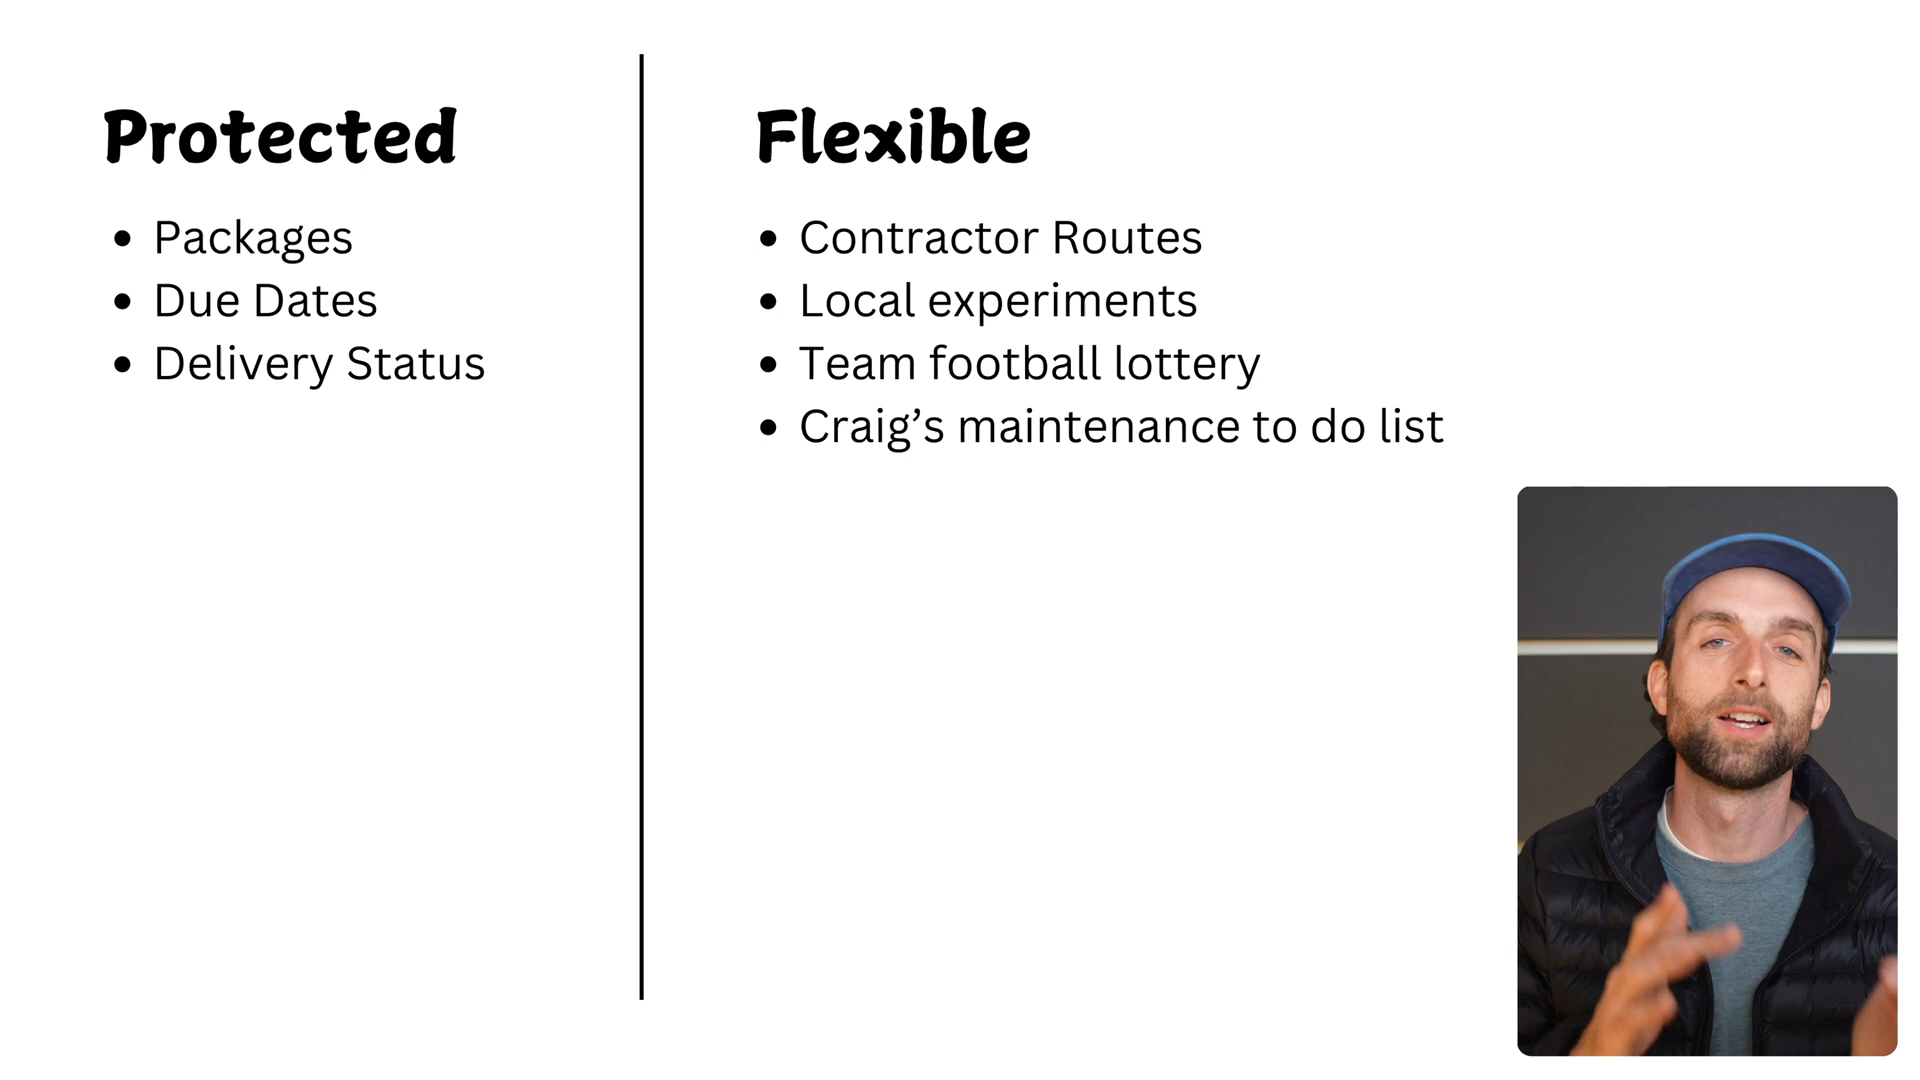 Protected
• Packages
• Due Dates
• Delivery Status
Flexible
• Contractor Routes
• Local experiments
• Team football lottery
• Craig’s maintenance to do list